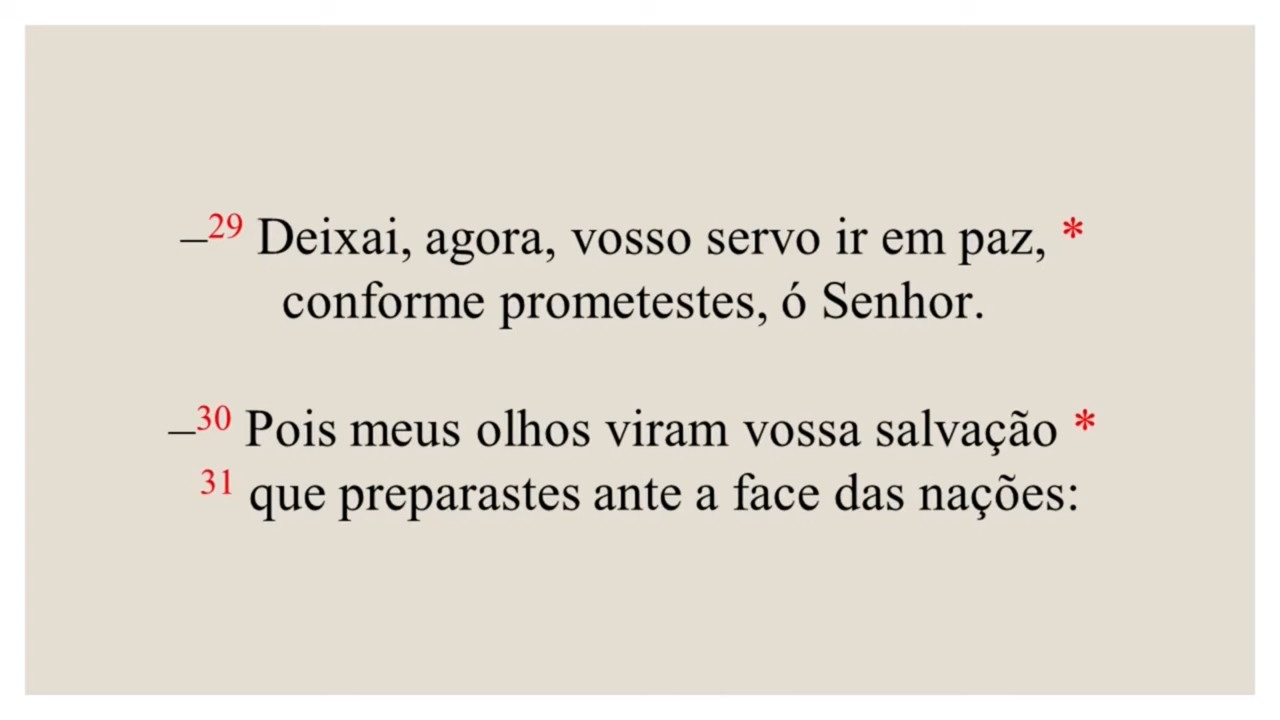 –29 Deixai, agora, vosso servo ir em paz, *
conforme prometestes, ó Senhor.
–30 Pois meus olhos viram vossa salvação *
31 que preparastes ante a face das nações: